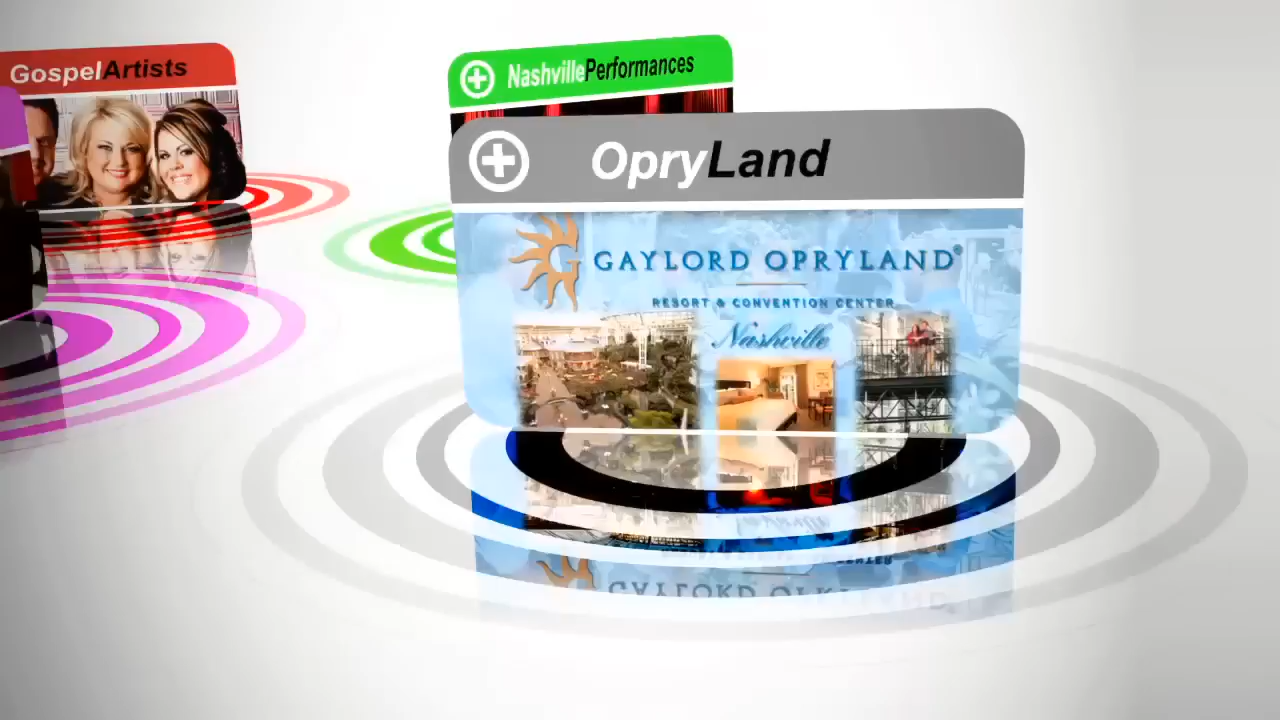 GospelArtists
NashvillePerformances
OpryLand
GAYLORD OPRYLAND®
RESORT & CONVENTION CENTER
Nashville